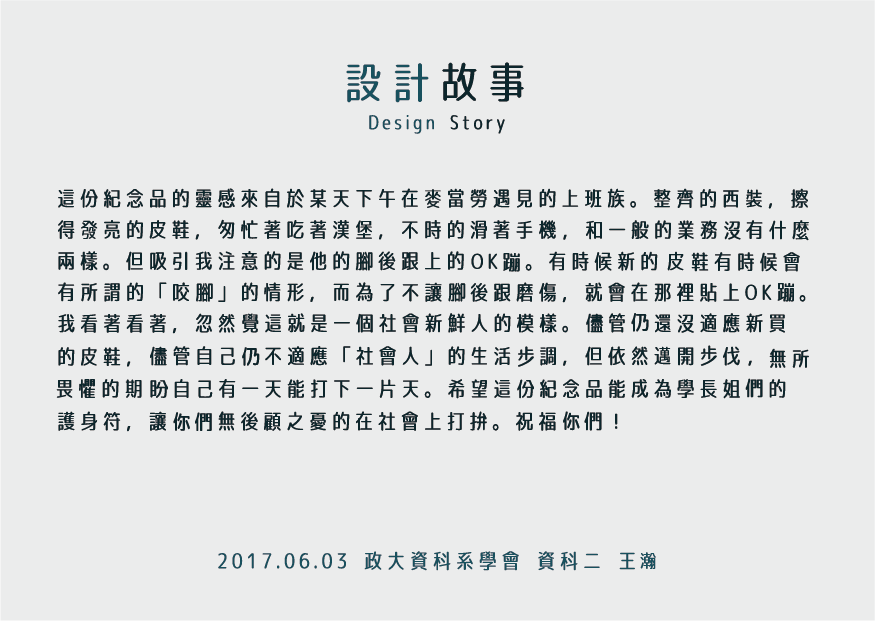 設計故事
Design Story
這份紀念品的靈感來自於某天下午在麥當勞遇見的上班族。整齊的西裝，擦
得發亮的皮鞋，匆忙著吃著漢堡，不時的滑著手機，和一般的業務沒有什麼
兩樣。但吸引我注意的是他的腳後跟上的OK蹦。有時候新的皮鞋有時候會
有所謂的「咬腳」的情形，而為了不讓腳後跟磨傷，就會在那裡貼上OK蹦。
我看著看著，忽然覺這就是一個社會新鮮人的模樣。儘管仍還沒適應新買
的皮鞋，儘管自己仍不適應「社會人」的生活步調，但依然邁開步伐，無所
畏懼的期盼自己有一天能打下一片天。希望這份紀念品能成為學長姐們的
護身符，讓你們無後顧之憂的在社會上打拚。祝福你們！
2017.06.03 政大資科系學會 資科二 王瀚